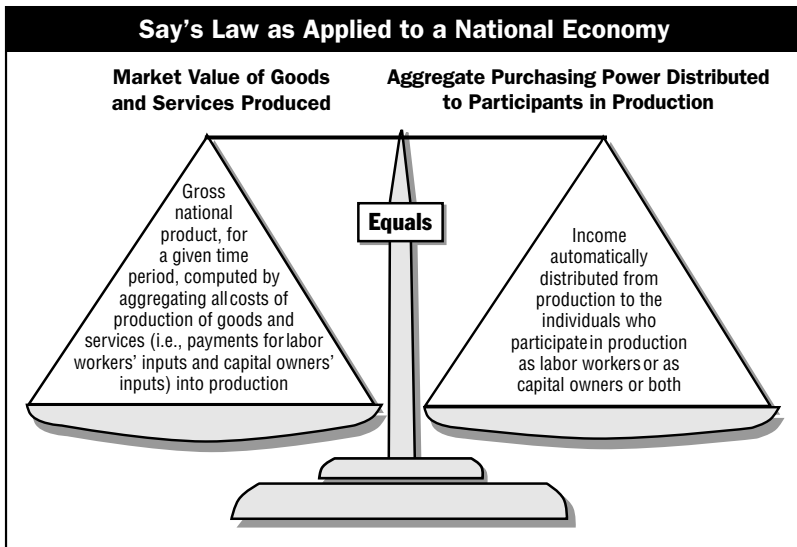 Say’s Law as Applied to a National Economy
Market Value of Goods
and Services Produced
Aggregate Purchasing Power Distributed
to Participants in Production
Gross
national
product, for
a given time
period, computed by
aggregating all costs of
production of goods and
services (i.e., payments for labor
workers’ inputs and capital owners’
inputs) into production
Equals
Income
automatically
distributed from
production to the
individuals who
participate in production
as labor workers or as
capital owners or both